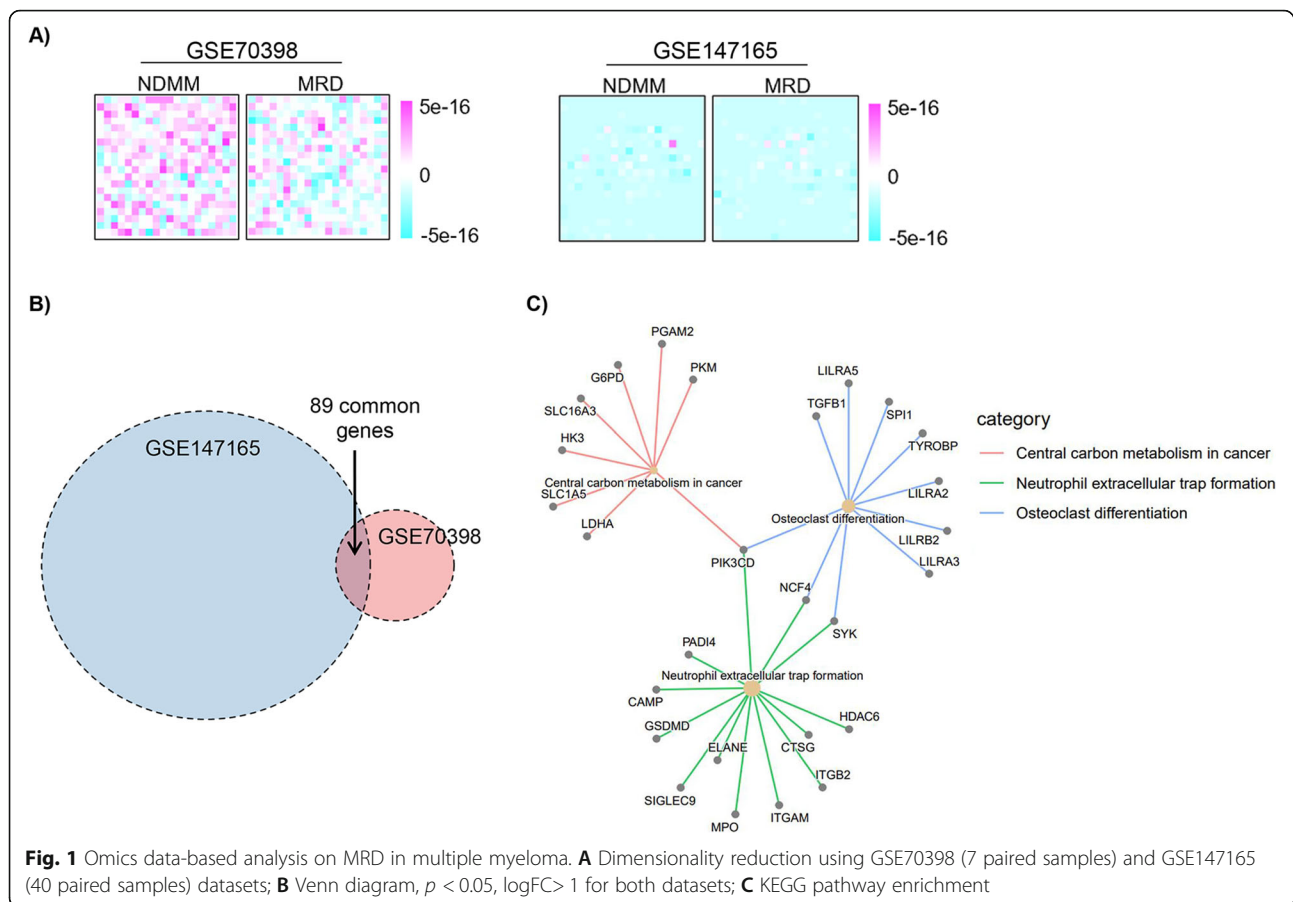 A)
GSE70398
NDMM MRD
5e-16
0
-5e-16
GSE147165
NDMM MRD
5e-16
0
-5e-16
B)
89 common
genes
GSE147165
GSE70398
C)
PGAM2
G6PD
PKM
SLC16A3
HK3
Central carbon metabolism in cancer
SLC1A5
LDHA
LILRA5
TGFB1
SPI1
TYROBP
LILRA2
Osteoclast differentiation
LILRB2
LILRA3
PIK3CD
NCF4
SYK
PADI4
Neutrophil extracellular trap formation
CAMP
HDAC6
GSDMD
ELANE
CTSG
ITGB2
SIGLEC9
ITGAM
MPO
category
Central carbon metabolism in cancer
Neutrophil extracellular trap formation
Osteoclast differentiation
Fig. 1 Omics data-based analysis on MRD in multiple myeloma. A Dimensionality reduction using GSE70398 (7 paired samples) and GSE147165
(40 paired samples) datasets; B Venn diagram, p < 0.05, logFC> 1 for both datasets; C KEGG pathway enrichment